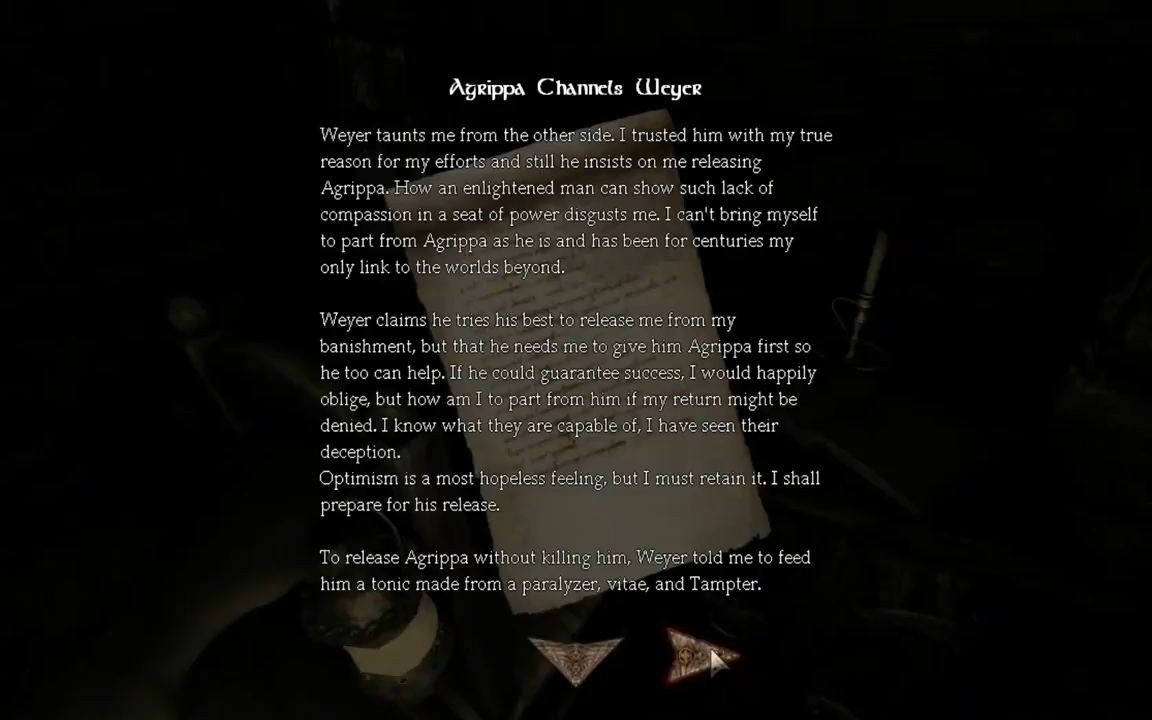 Agrippa Channels Weyer
Weyer taunts me from the other side. I trusted him with my true
reason for my efforts and still he insists on me releasing
Agrippa. How an enlightened man can show such lack of
compassion in a seat of power disgusts me. I can't bring myself
to part from Agrippa as he is and has been for centuries my
only link to the worlds beyond.
Weyer claims he tries his best to release me from my
banishment, but that he needs me to give him Agrippa first so
he too can help. If he could guarantee success, I would happily
oblige, but how am I to part from him if my return might be
denied. I know what they are capable of, I have seen their
deception.
Optimism is a most hopeless feeling, but I must retain it. I shall
prepare for his release.
To release Agrippa without killing him, Weyer told me to feed
him a tonic made from a paralyzer, vitae, and Tampter.